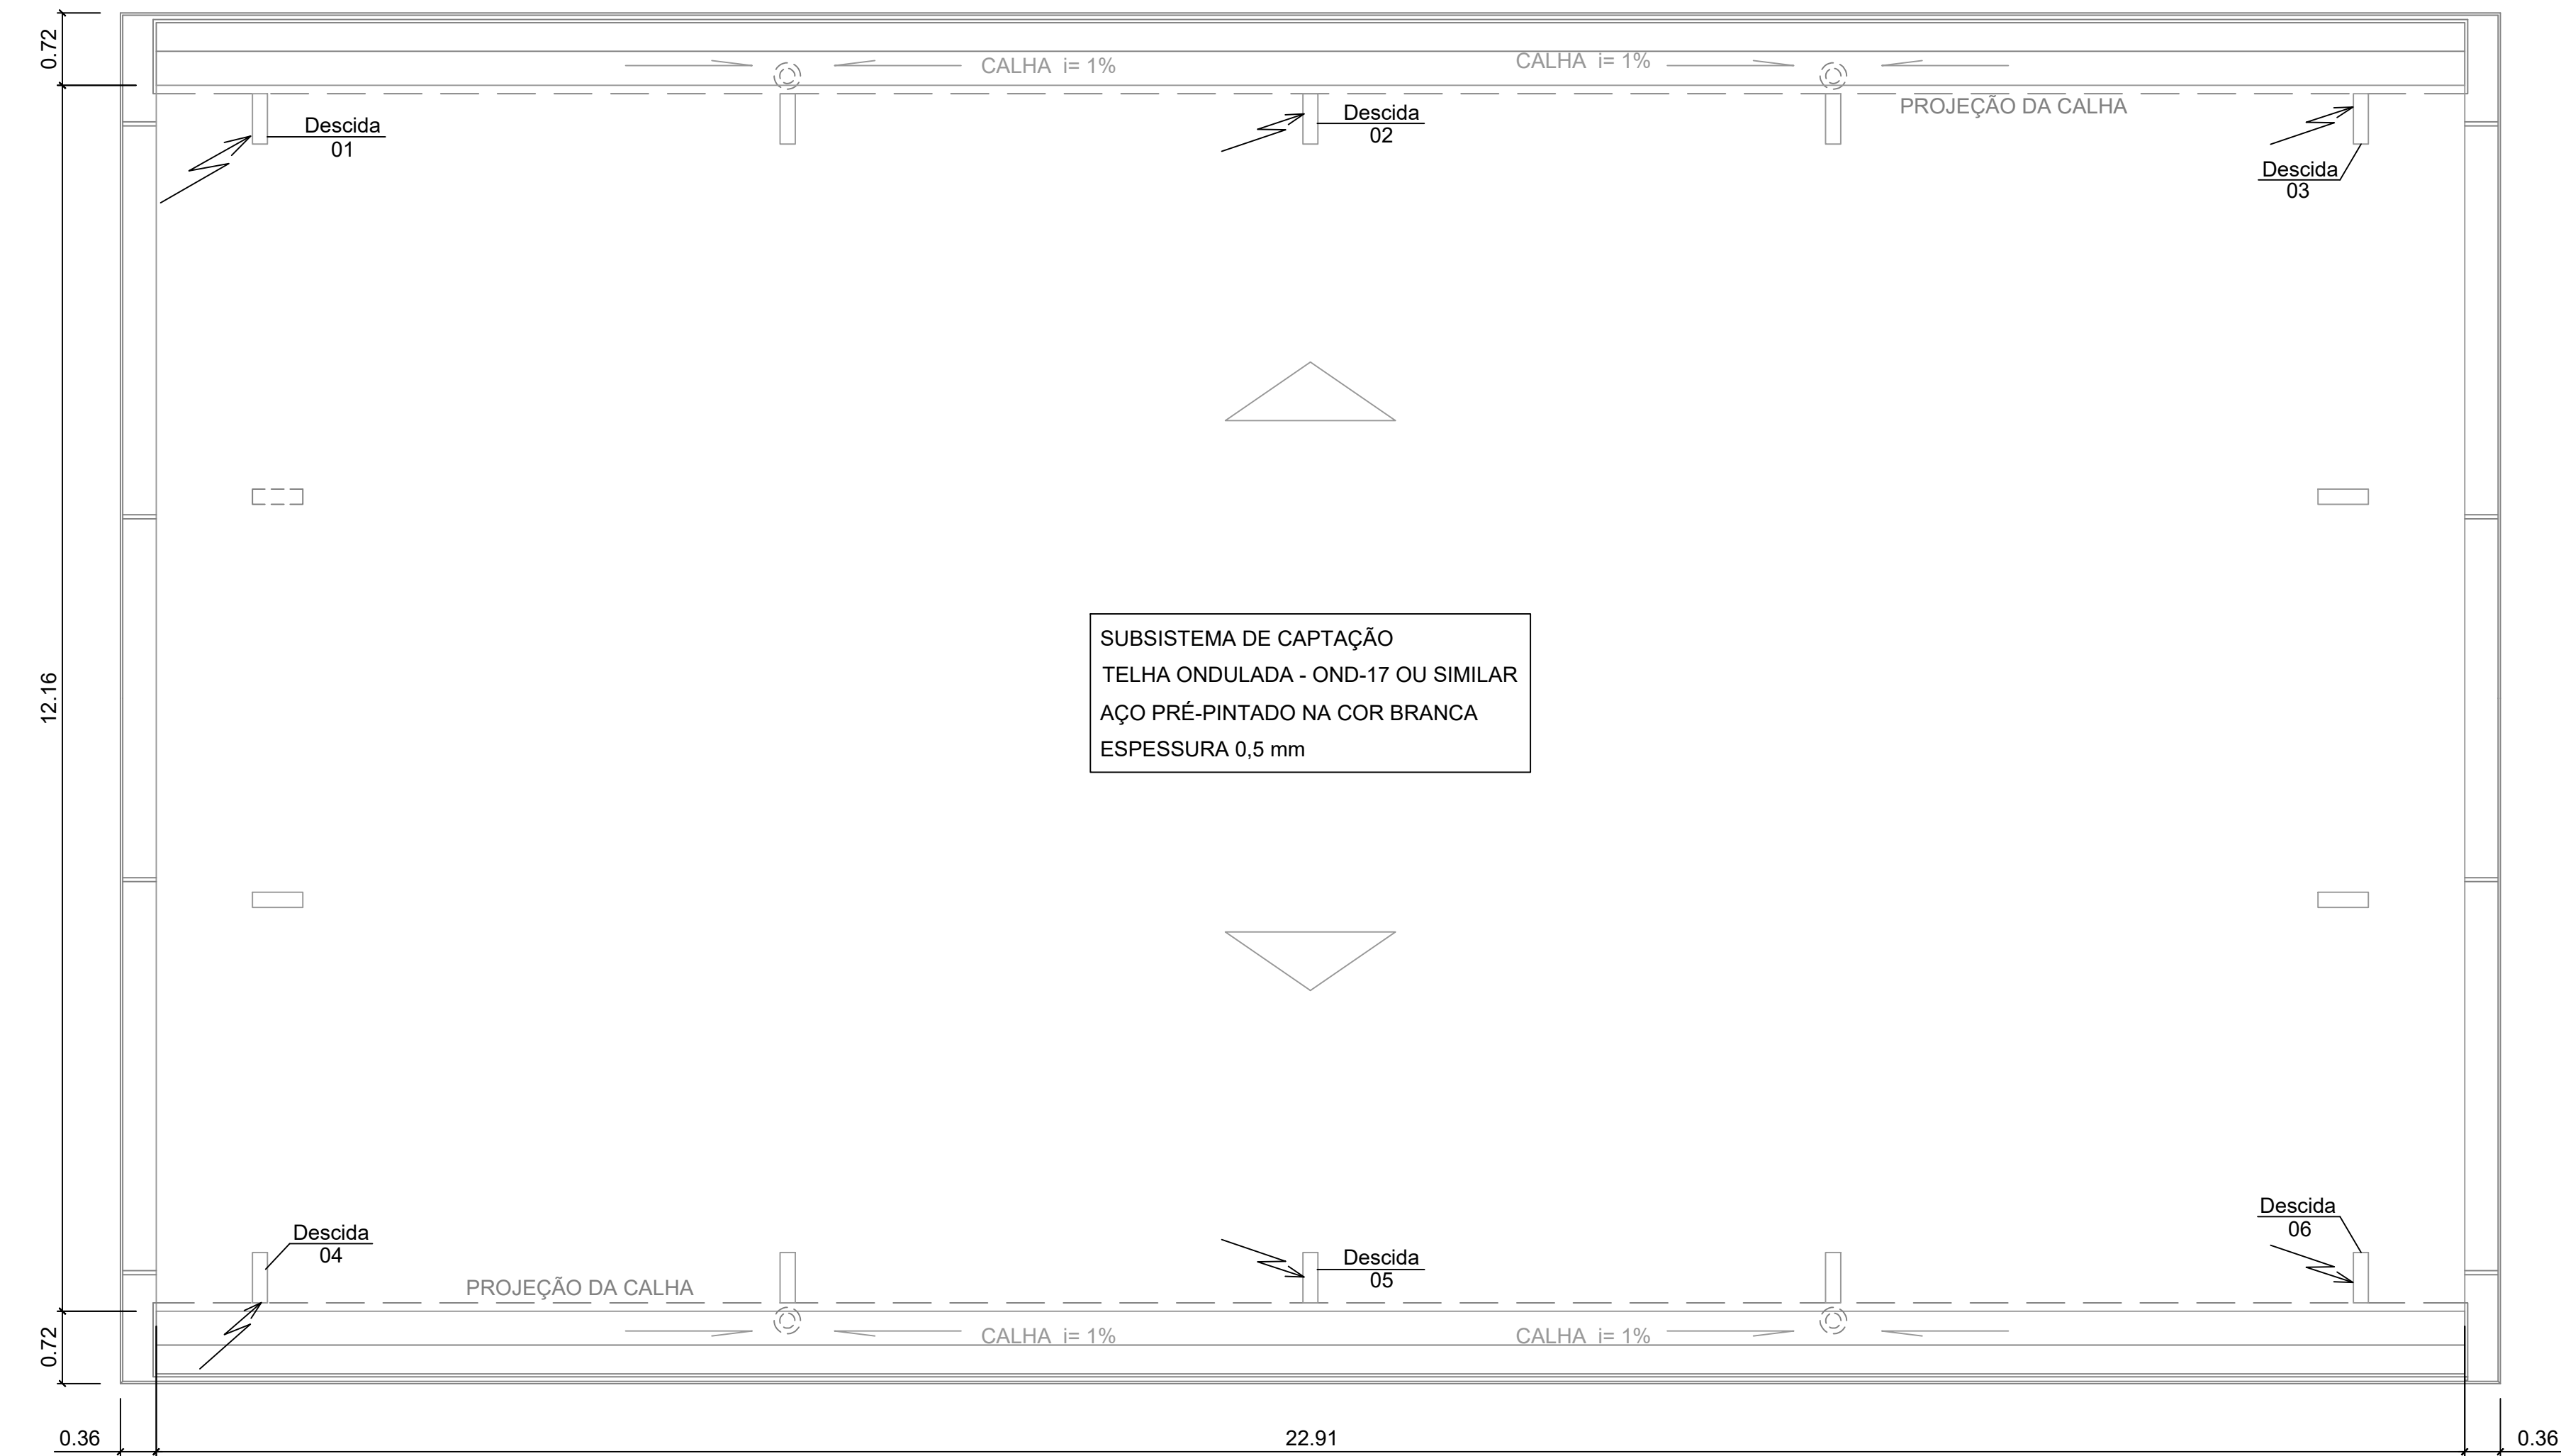 0.72
CALHA  i= 1%
CALHA  i= 1%
PROJEÇÃO DA CALHA
Descida
01
Descida
02
Descida
03
12.16
SUBSISTEMA DE CAPTAÇÃO
TELHA ONDULADA - OND-17 OU SIMILAR
AÇO PRÉ-PINTADO NA COR BRANCA
ESPESSURA 0,5 mm
Descida
04
Descida
05
Descida
06
PROJEÇÃO DA CALHA
CALHA  i= 1%
CALHA  i= 1%
0.72
0.36
22.91
0.36